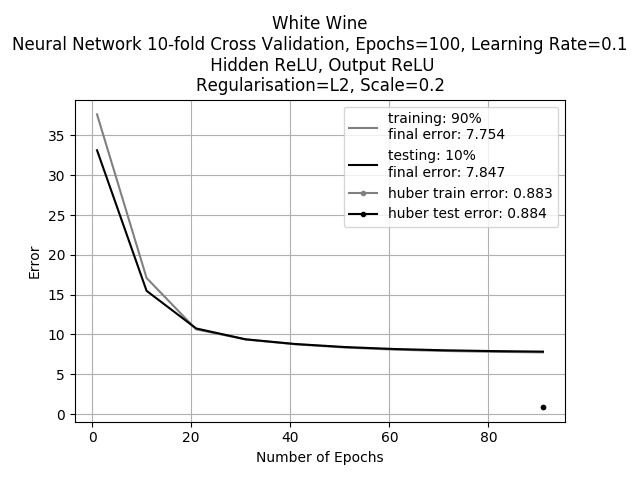 White Wine
Neural Network 10-fold Cross Validation, Epochs=100, Learning Rate=0.1
Hidden ReLU, Output ReLU
Regularisation=L2, Scale=0.2
training: 90%
final error: 7.754
testing: 10%
final error: 7.847
huber train error: 0.883
huber test error: 0.884
Error
35
30
25
20
15
10
5
0
0 20 40 60 80
Number of Epochs